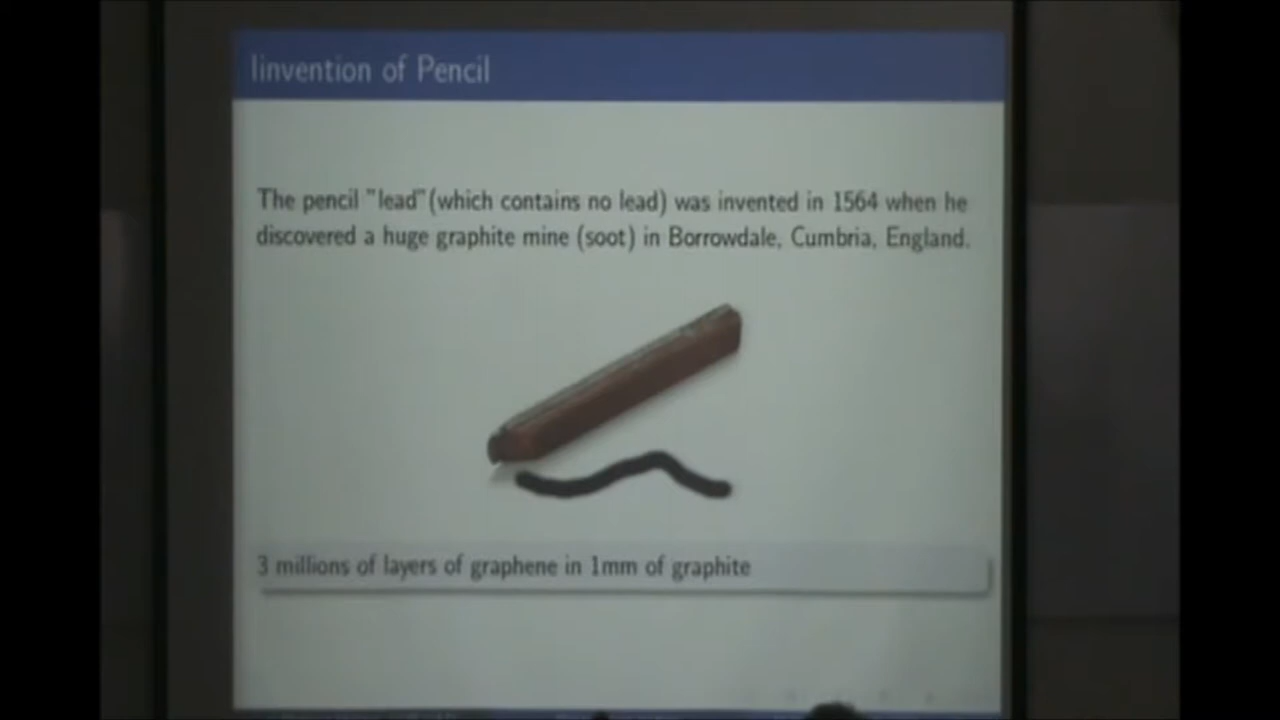 Iinvention of Pencil
The pencil "lead"(which contains no lead) was invented in 1564 when he
discovered a huge graphite mine (soot) in Borrowdale, Cumbria, England.
3 millions of layers of graphene in 1mm of graphite